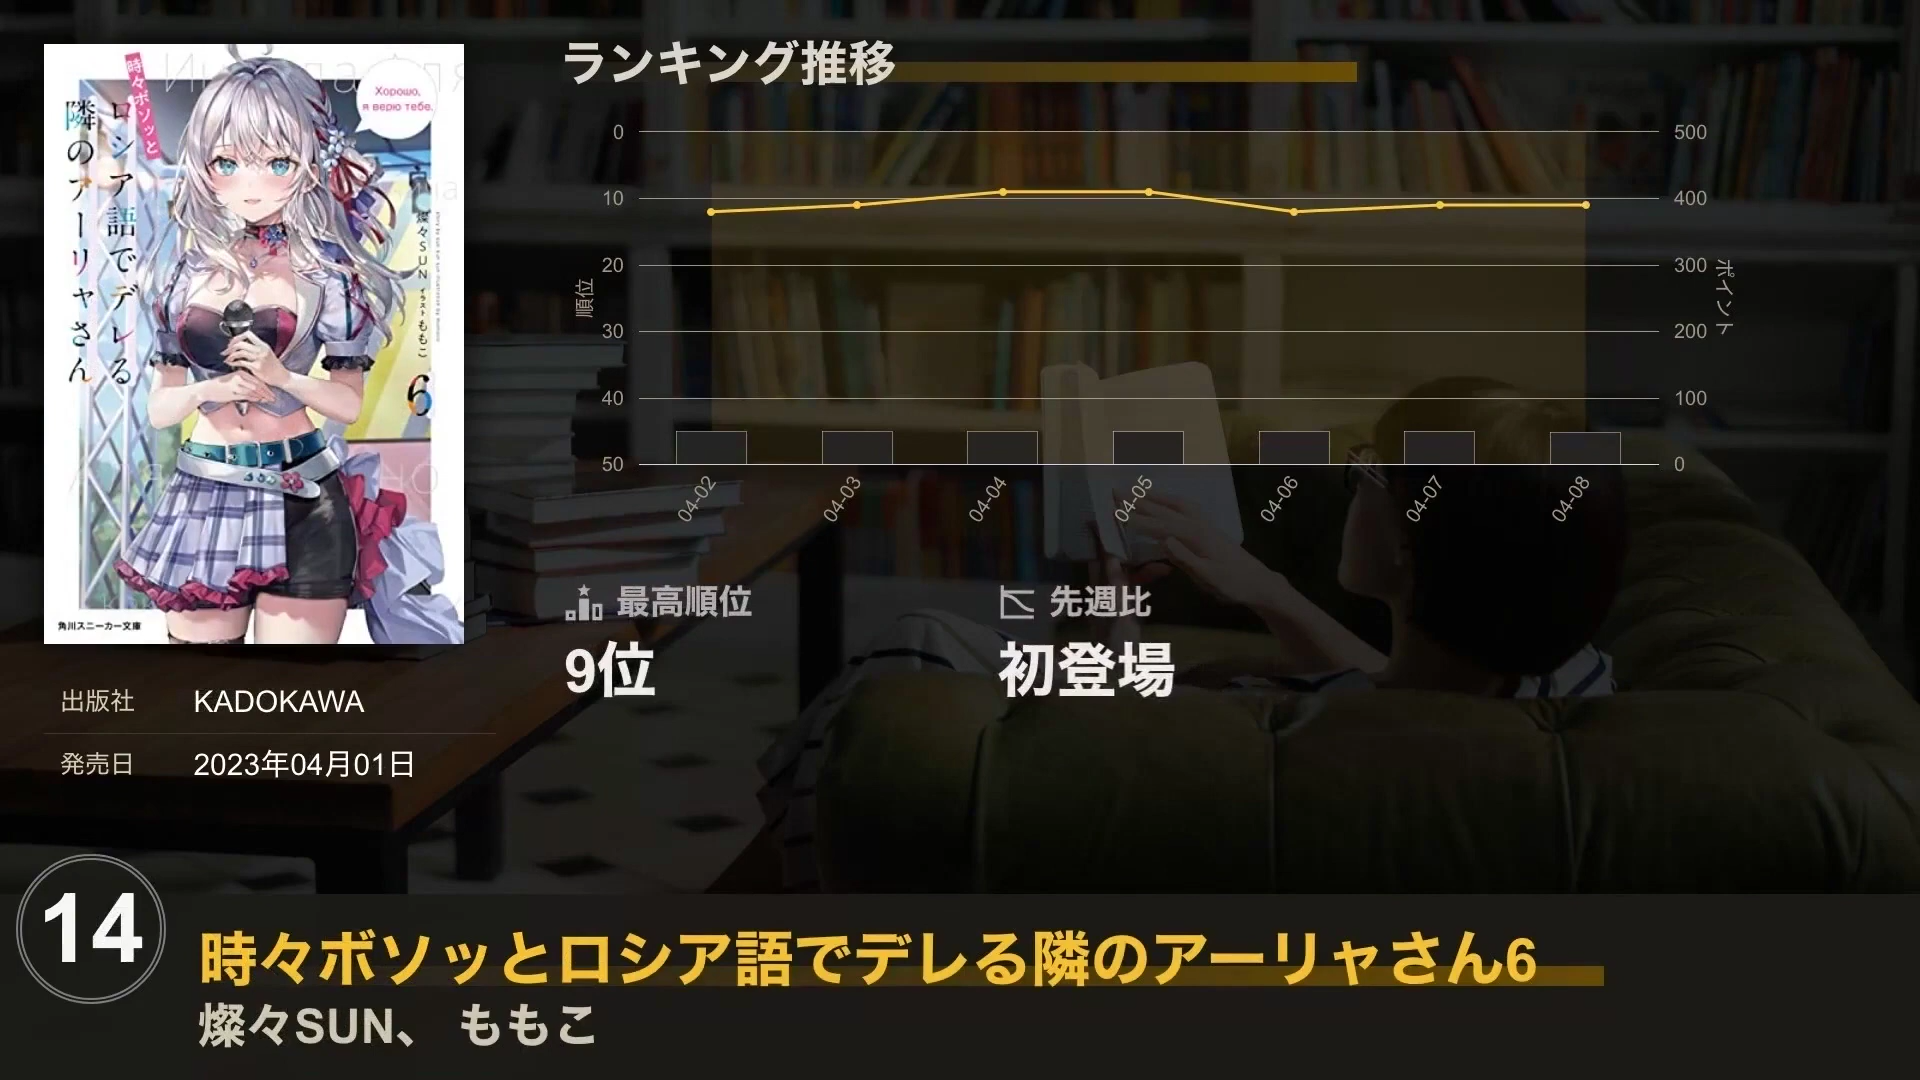 時々ボソッと
ロシア語でデレる
隣のアーリャさん
Хорошо,
я верю тебе.
燦々SUN
イラスト ももこ
6
角川スニーカー文庫
出版社 KADOKAWA
発売日 2023年04月01日
ランキング推移
0 500
10 400
20 300
30 200
40 100
50 0
順位
ポイント
04-02 04-03 04-04 04-05 04-06 04-07 04-08
最高順位
9位
先週比
初登場
14
時々ボソッとロシア語でデレる隣のアーリャさん6
燦々SUN、 ももこ